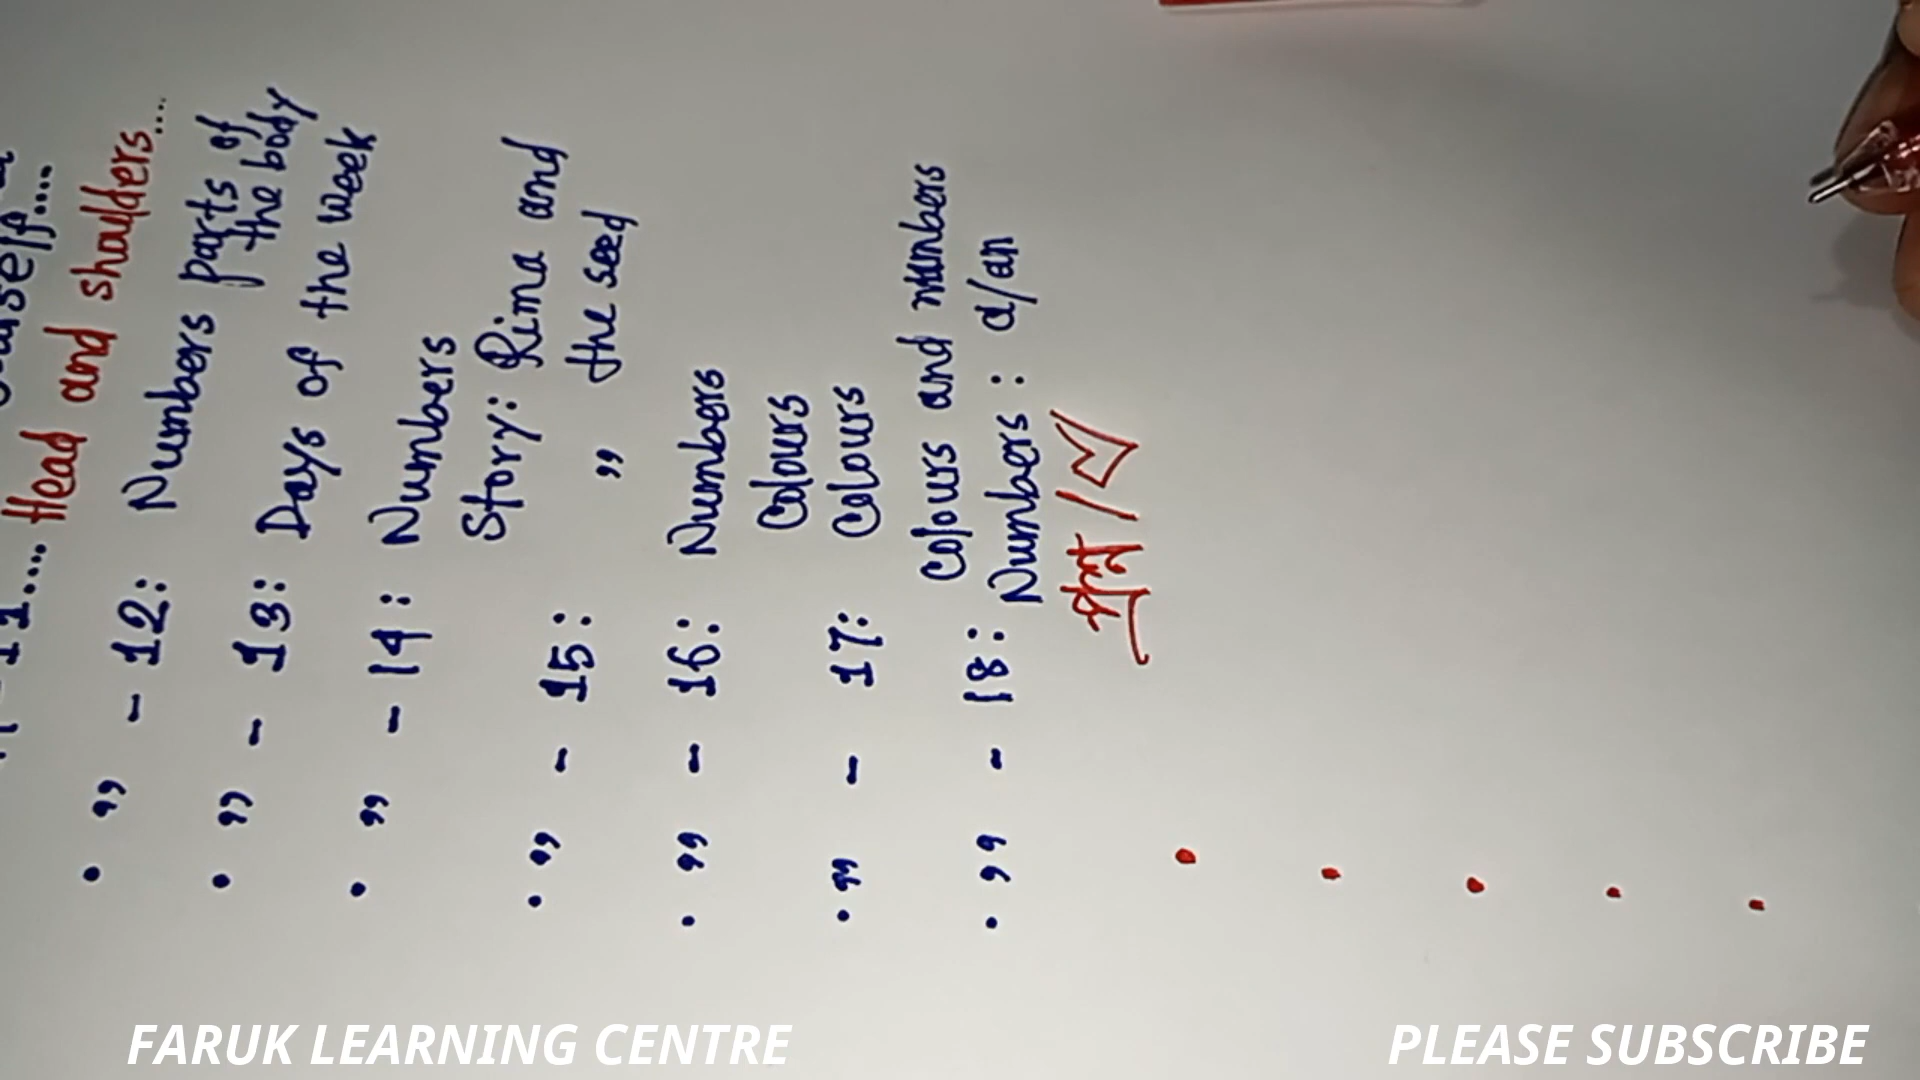 -11.... Head and shoulders....
• " - 12: Numbers parts of
the body
• " - 13: Days of the week
• " - 14: Numbers
• " - 15: Story: Rima and
" the seed
• " - 16: Numbers
Colours
• " - 17: Colours
Colours and numbers
• " - 18: Numbers: a/an
FARUK LEARNING CENTRE
PLEASE SUBSCRIBE